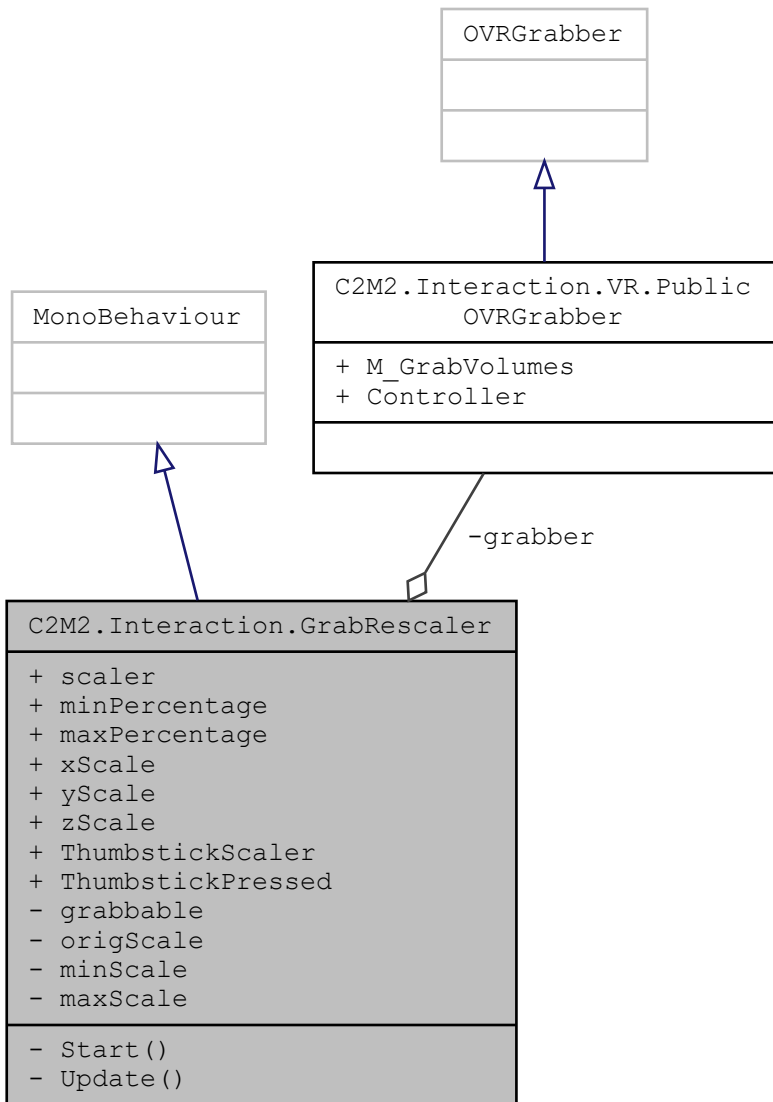 OVRGrabber
C2M2.Interaction.VR.Public
OVRGrabber
+ M_GrabVolumes
+ Controller
MonoBehaviour
-grabber
C2M2.Interaction.GrabRescaler
+ scaler
+ minPercentage
+ maxPercentage
+ xScale
+ yScale
+ zScale
+ ThumbstickScaler
+ ThumbstickPressed
- grabbable
- origScale
- minScale
- maxScale
- Start()
- Update()